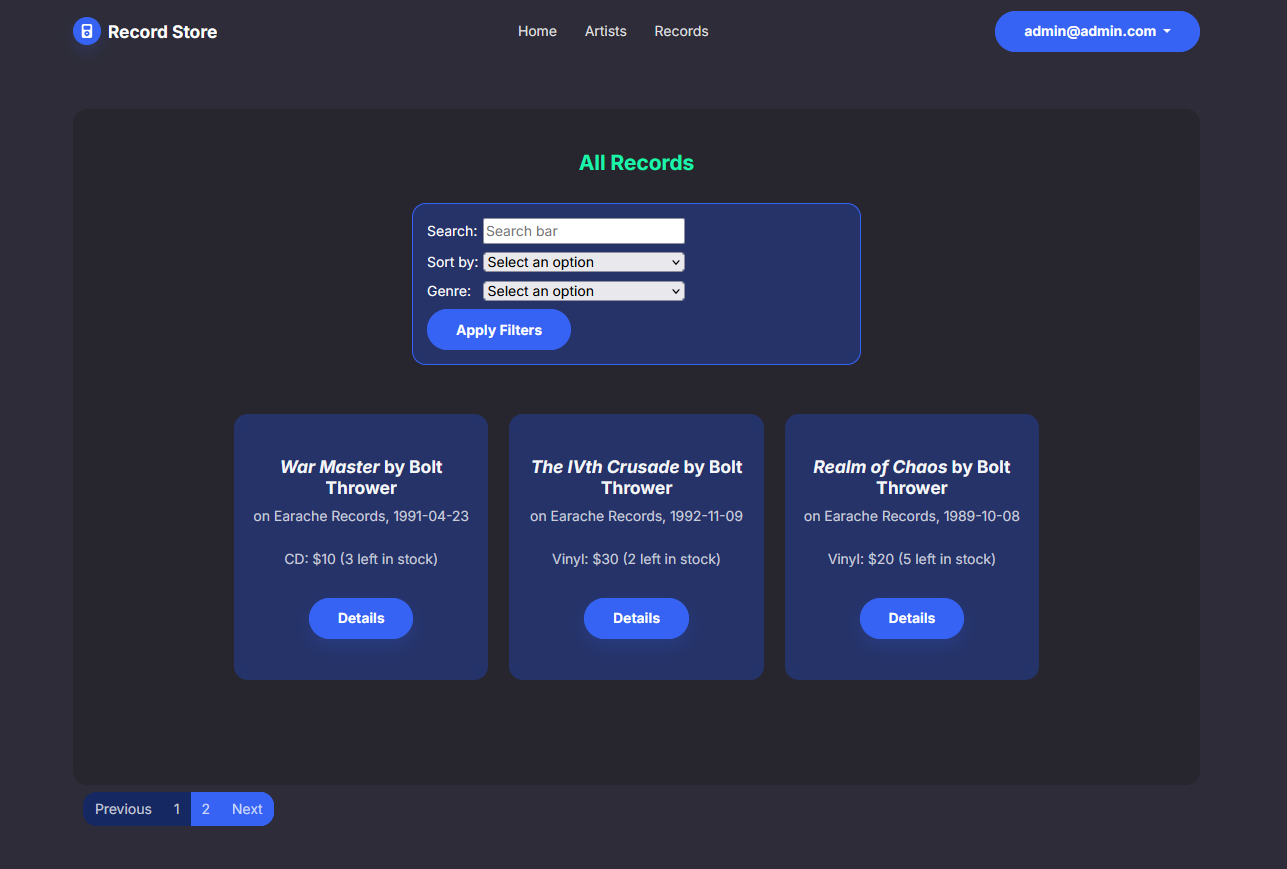 Record Store
Home Artists Records
admin@admin.com
All Records
Search: Search bar
Sort by: Select an option
Genre: Select an option
Apply Filters
War Master by Bolt
Thrower
on Earache Records, 1991-04-23
CD: $10 (3 left in stock)
Details
The IVth Crusade by Bolt
Thrower
on Earache Records, 1992-11-09
Vinyl: $30 (2 left in stock)
Details
Realm of Chaos by Bolt
Thrower
on Earache Records, 1989-10-08
Vinyl: $20 (5 left in stock)
Details
Previous 1 2 Next